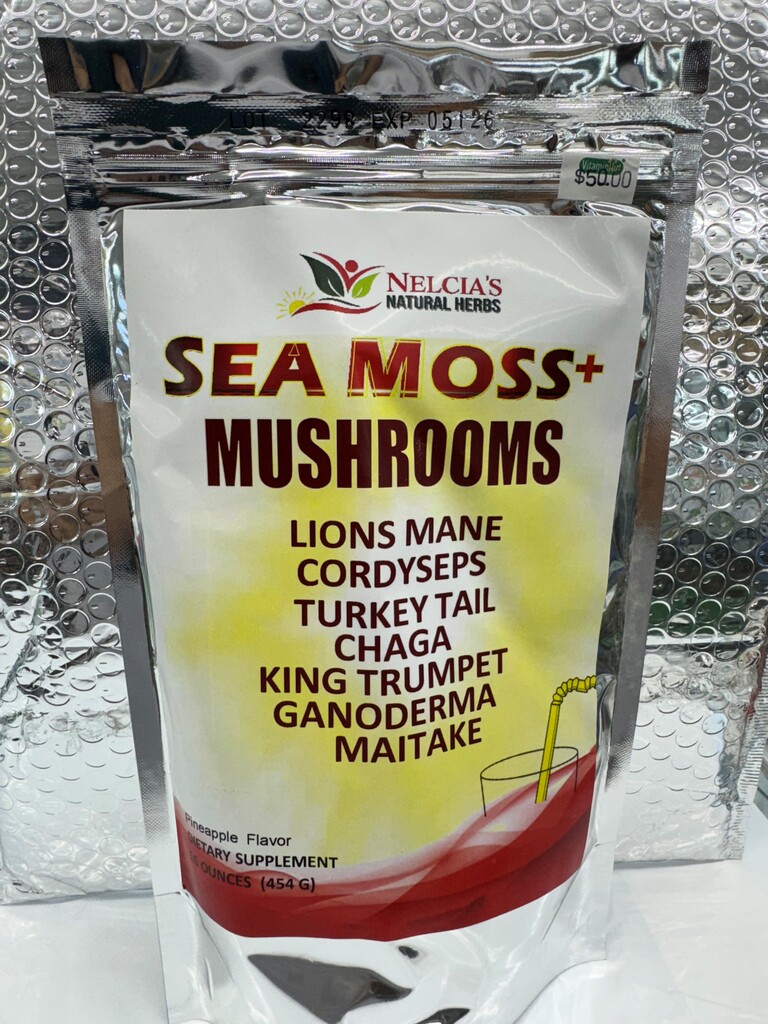 LOT 2298 EXP 05126
$50.00
NELCIA'S
NATURAL HERBS
SEA MOSS+
MUSHROOMS
LIONS MANE
CORDYSEPS
TURKEY TAIL
CHAGA
KING TRUMPET
GANODERMA
MAITAKE
Pineapple Flavor
DIETARY SUPPLEMENT
OUNCES (454 G)